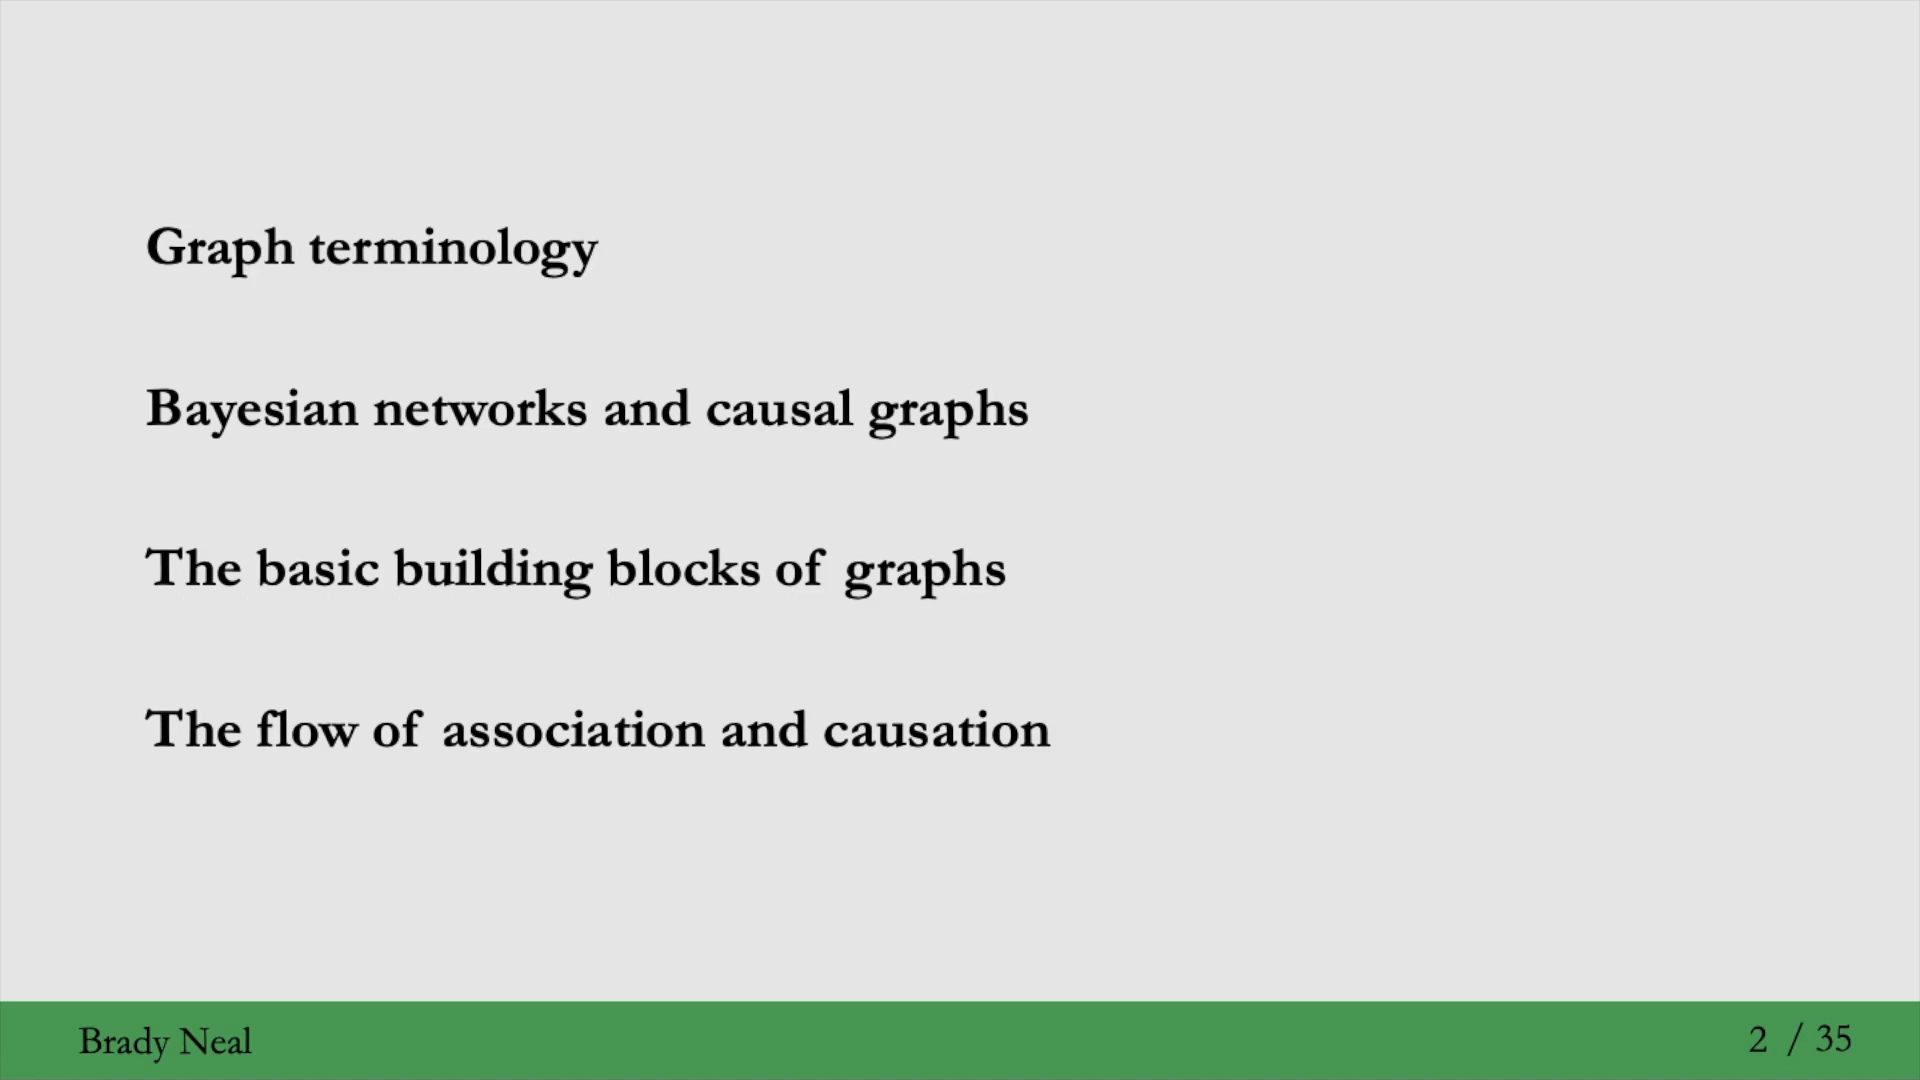 Graph terminology
Bayesian networks and causal graphs
The basic building blocks of graphs
The flow of association and causation
Brady Neal
2 / 35